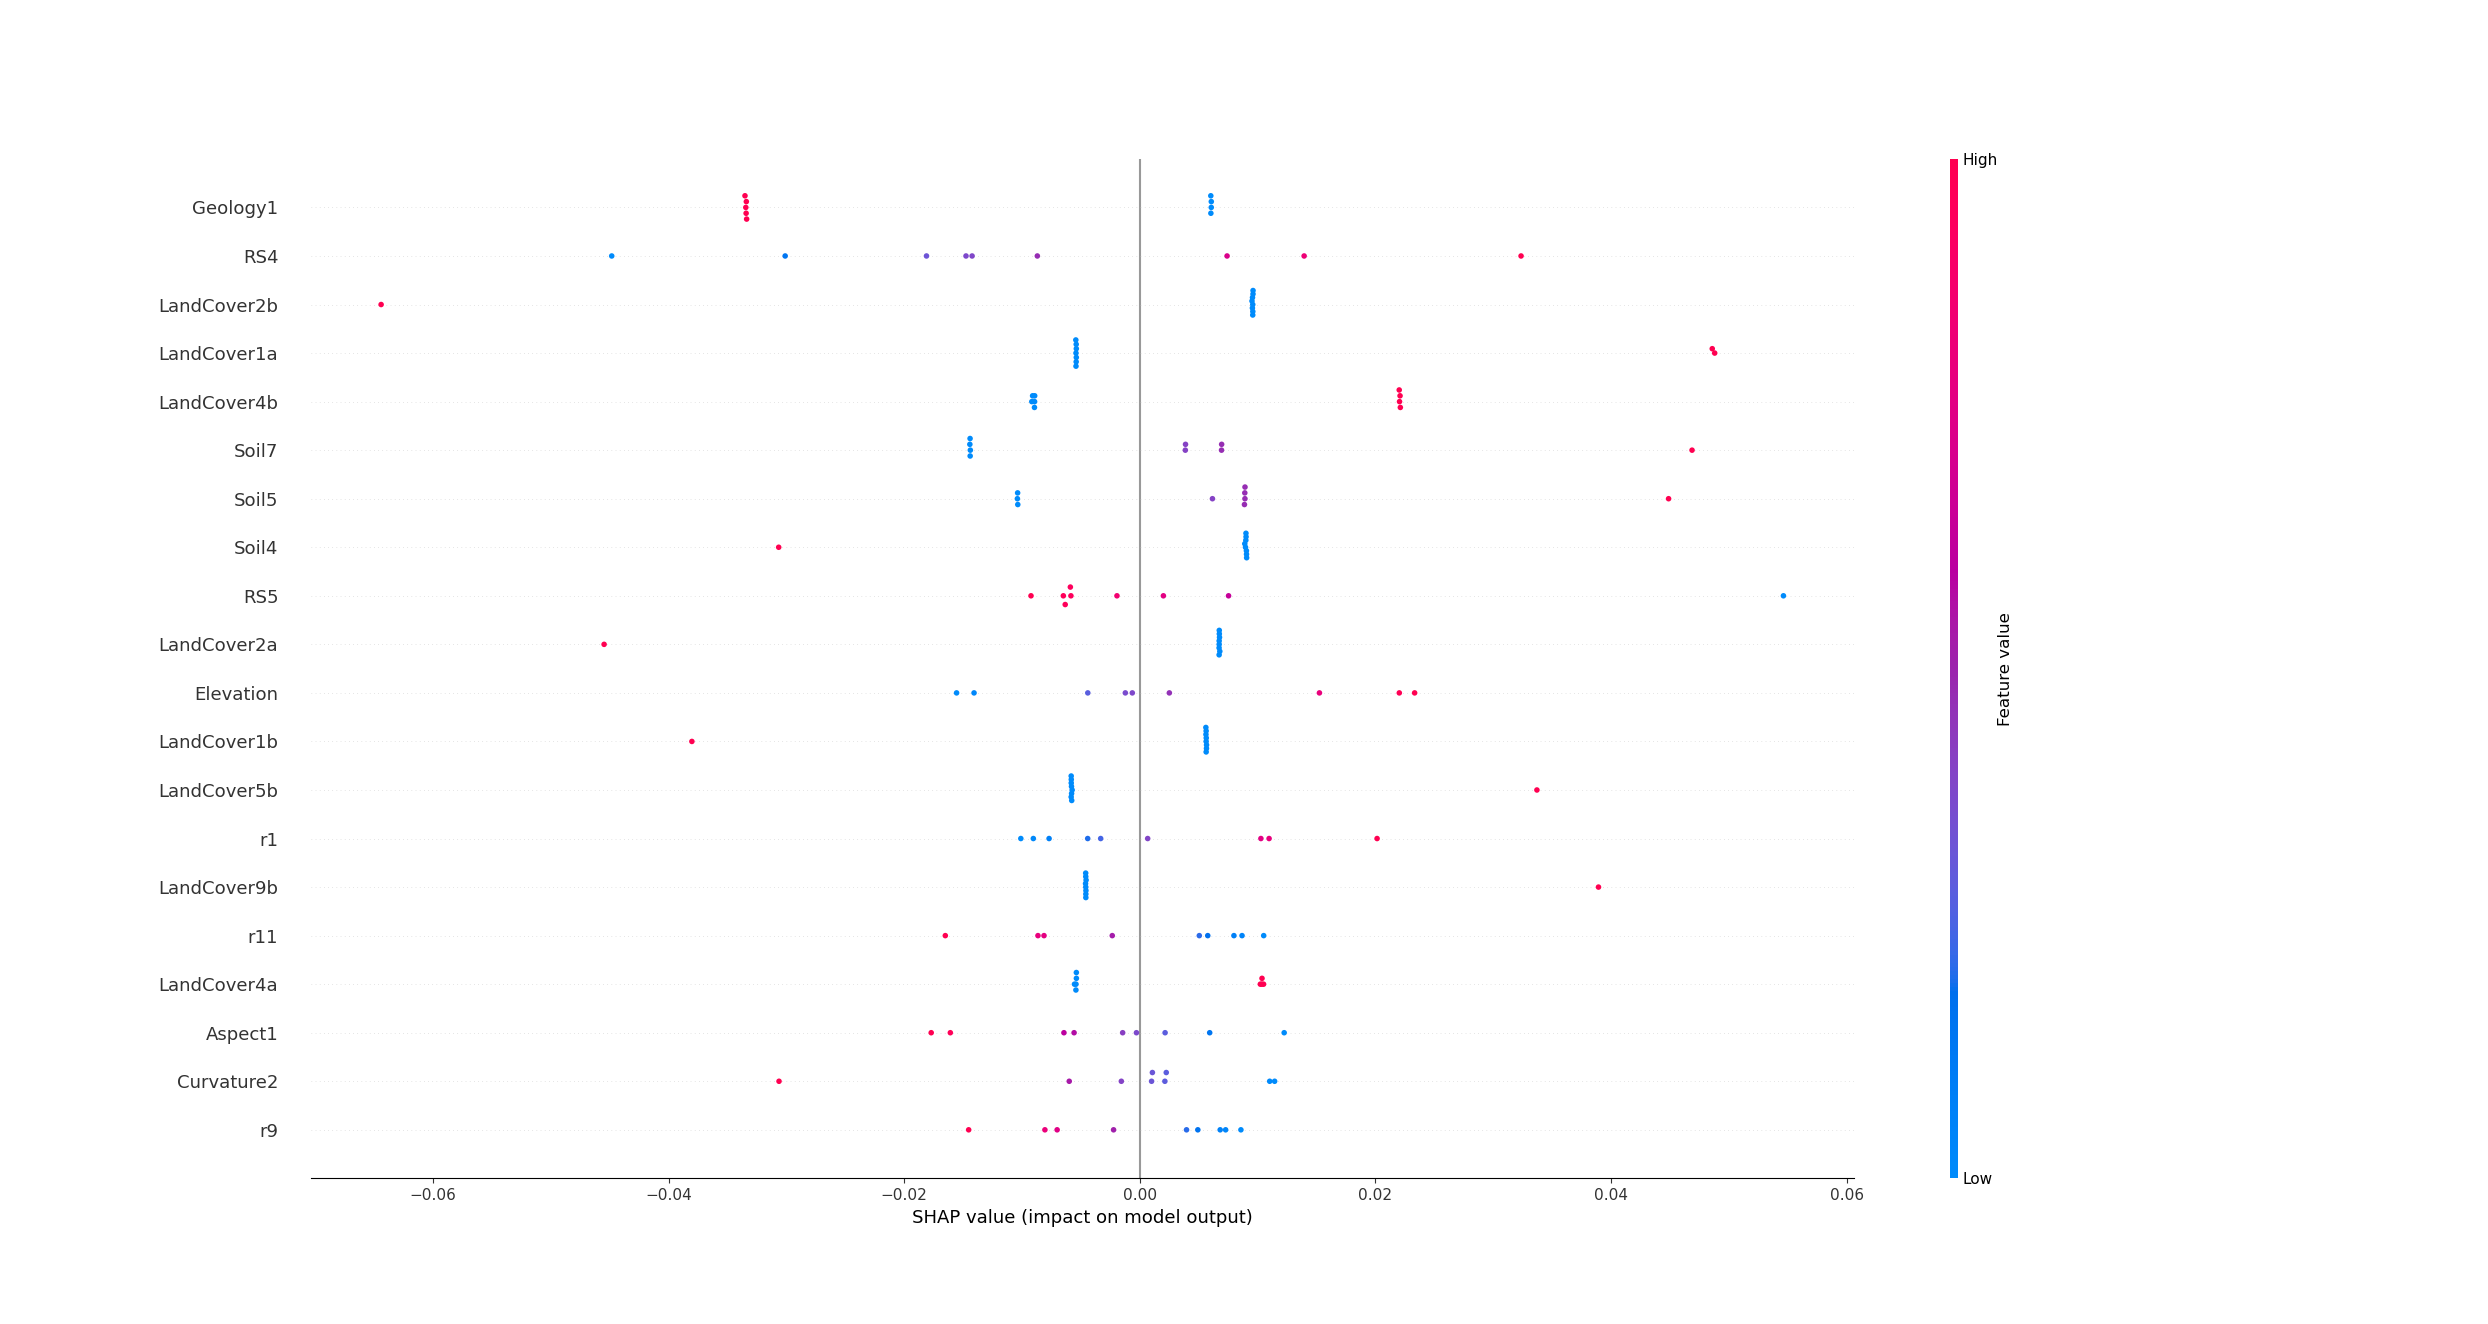 High
Geology1
RS4
LandCover2b
LandCover1a
LandCover4b
Soil7
Soil5
Soil4
RS5
LandCover2a
Elevation
LandCover1b
LandCover5b
r1
LandCover9b
r11
LandCover4a
Aspect1
Curvature2
r9
Feature value
Low
−0.06 −0.04 −0.02 0.00 0.02 0.04 0.06
SHAP value (impact on model output)